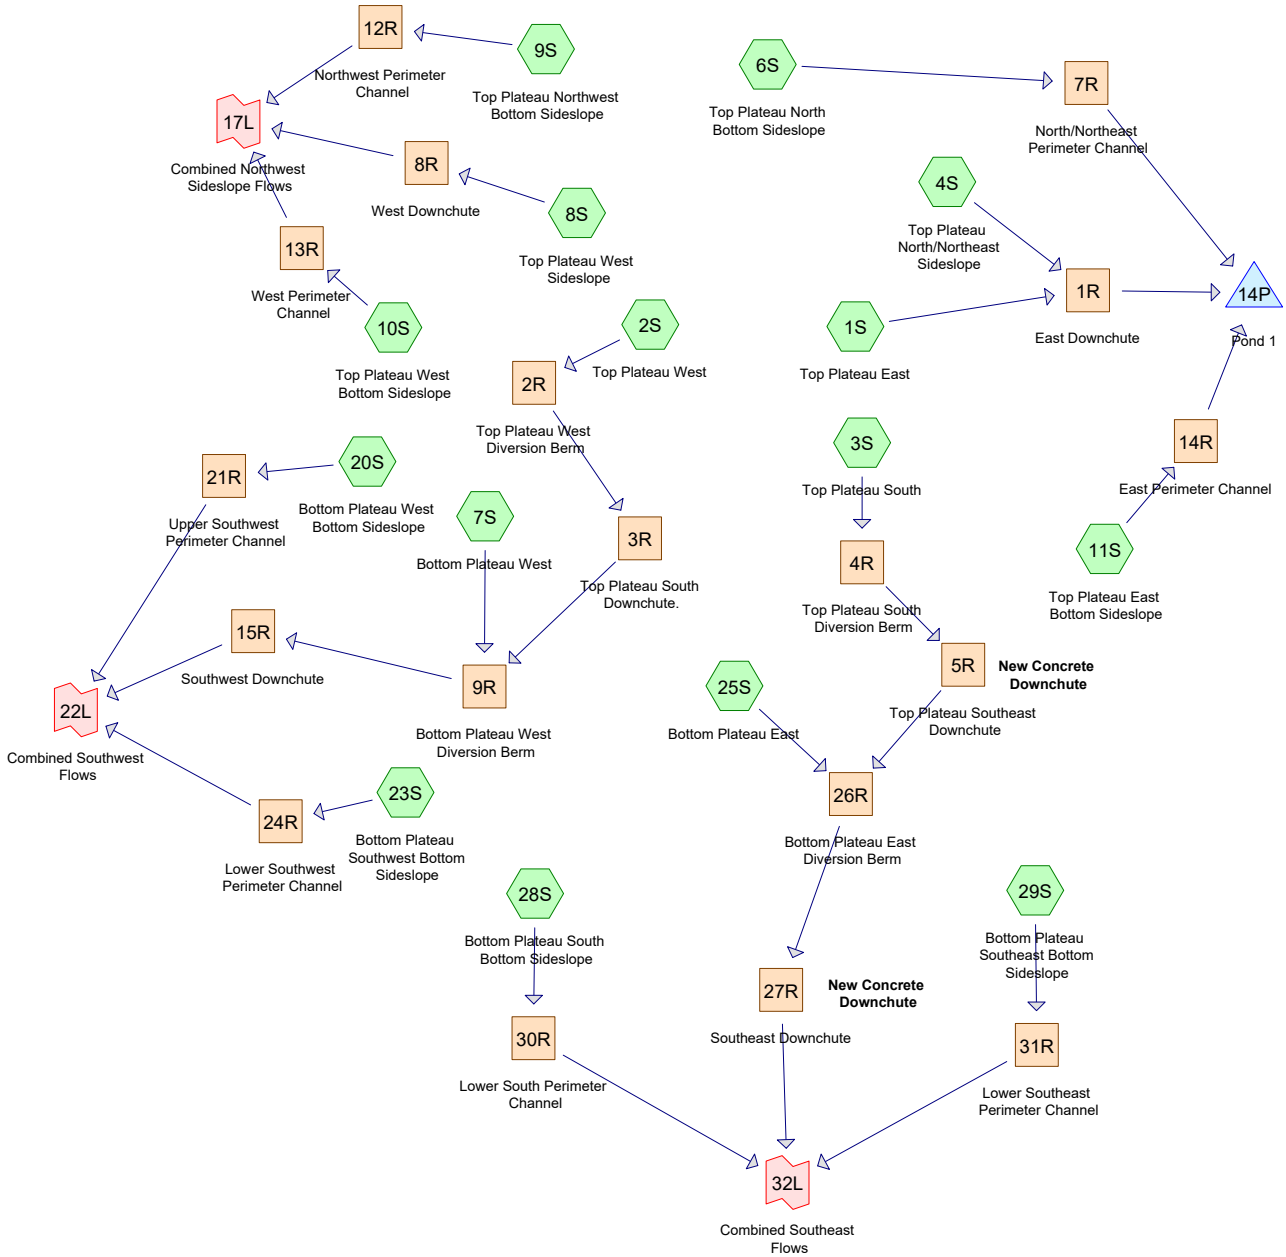 12R
Northwest Perimeter
Channel
9S
Top Plateau Northwest
Bottom Sideslope
17L
Combined Northwest
Sideslope Flows
8R
West Downchute
8S
Top Plateau West
Sideslope
13R
West Perimeter
Channel
10S
Top Plateau West
Bottom Sideslope
6S
Top Plateau North
Bottom Sideslope
7R
North/Northeast
Perimeter Channel
4S
Top Plateau
North/Northeast
Sideslope
1R
East Downchute
14P
Pond 1
1S
Top Plateau East
2S
Top Plateau West
2R
Top Plateau West
Diversion Berm
3S
Top Plateau South
14R
East Perimeter Channel
11S
Top Plateau East
Bottom Sideslope
21R
Upper Southwest
Perimeter Channel
20S
Bottom Plateau West
Bottom Sideslope
7S
Bottom Plateau West
3R
Top Plateau South
Downchute.
4R
Top Plateau South
Diversion Berm
15R
Southwest Downchute
9R
Bottom Plateau West
Diversion Berm
5R
New Concrete
Downchute
Top Plateau Southeast
Downchute
25S
Bottom Plateau East
22L
Combined Southwest
Flows
26R
Bottom Plateau East
Diversion Berm
24R
Lower Southwest
Perimeter Channel
23S
Bottom Plateau
Southwest Bottom
Sideslope
28S
Bottom Plateau South
Bottom Sideslope
29S
Bottom Plateau
Southeast Bottom
Sideslope
27R
New Concrete
Downchute
Southeast Downchute
30R
Lower South Perimeter
Channel
31R
Lower Southeast
Perimeter Channel
32L
Combined Southeast
Flows